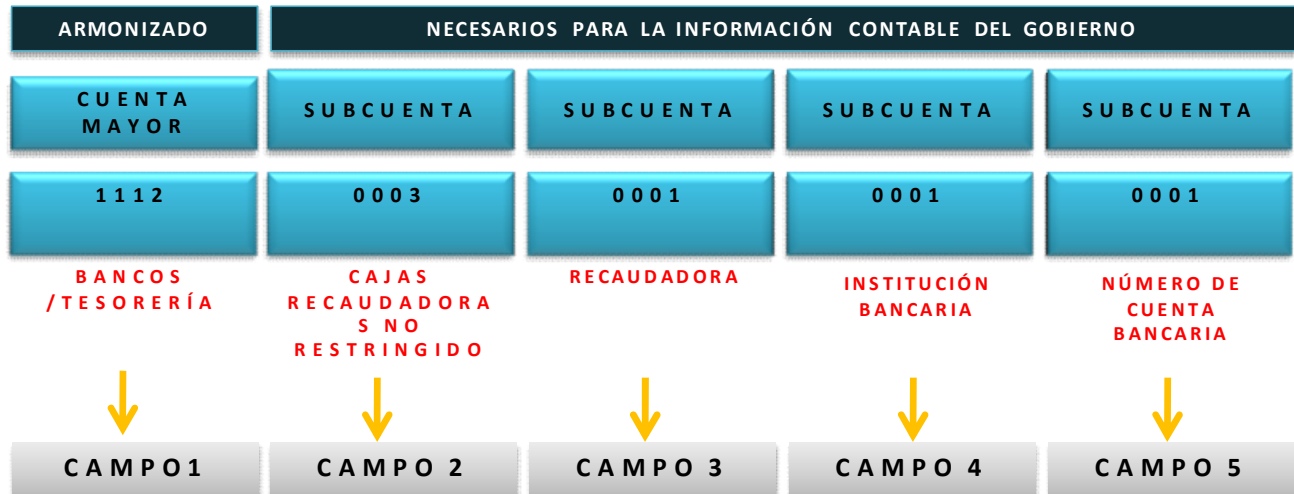 ARMONIZADO
NECESARIOS PARA LA INFORMACIÓN CONTABLE DEL GOBIERNO
CUENTA
MAYOR
SUBCUENTA
SUBCUENTA
SUBCUENTA
SUBCUENTA
1112
0003
0001
0001
0001
BANCOS
/TESORERÍA
CAJAS
RECAUDADORA
S NO
RESTRINGIDO
RECAUDADORA
INSTITUCIÓN
BANCARIA
NÚMERO DE
CUENTA
BANCARIA
CAMPO1
CAMPO 2
CAMPO 3
CAMPO 4
CAMPO 5